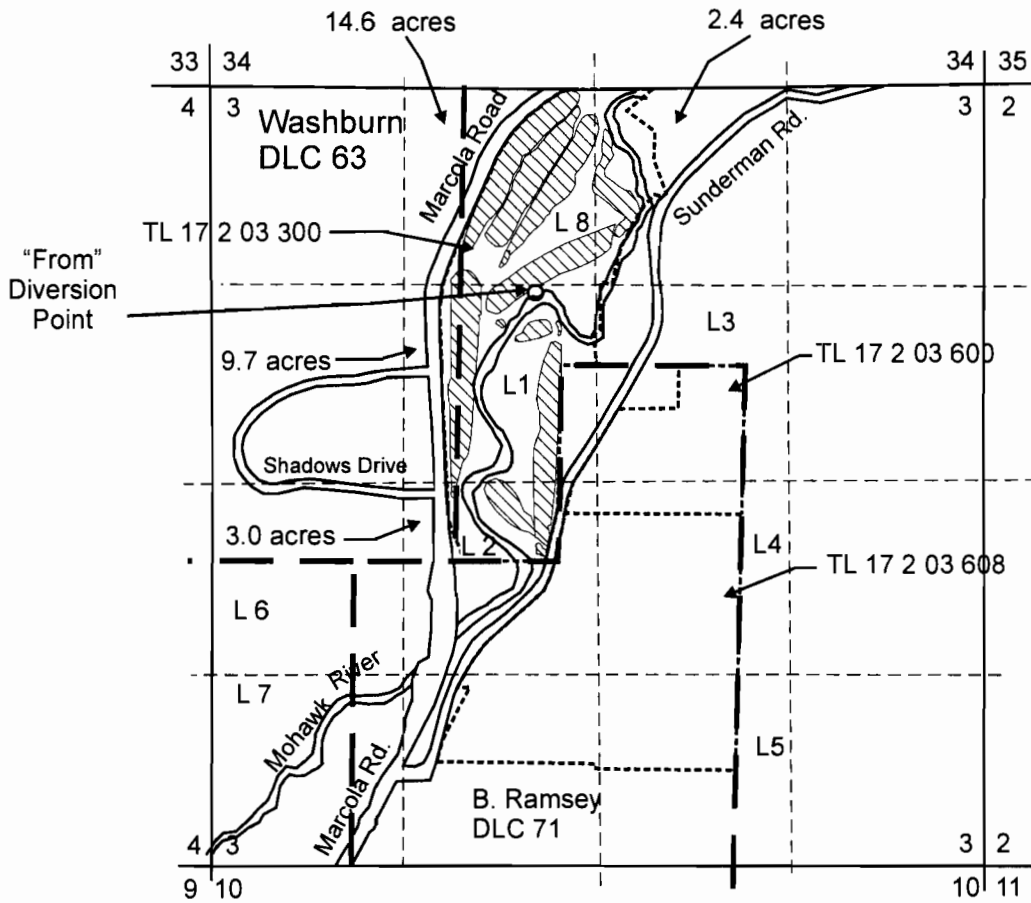 14.6 acres
2.4 acres
33 34
34 35
4 3
3 2
Washburn
DLC 63
Marcola Road
Sunderman Rd.
TL 17 2 03 300
L 8
"From"
Diversion
Point
L3
TL 17 2 03 600
9.7 acres
L1
Shadows Drive
3.0 acres
L 2
L4
TL 17 2 03 608
L 6
L 7
Mohawk River
L5
Marcola Rd.
B. Ramsey
DLC 71
4 3
3 2
9 10
10 11